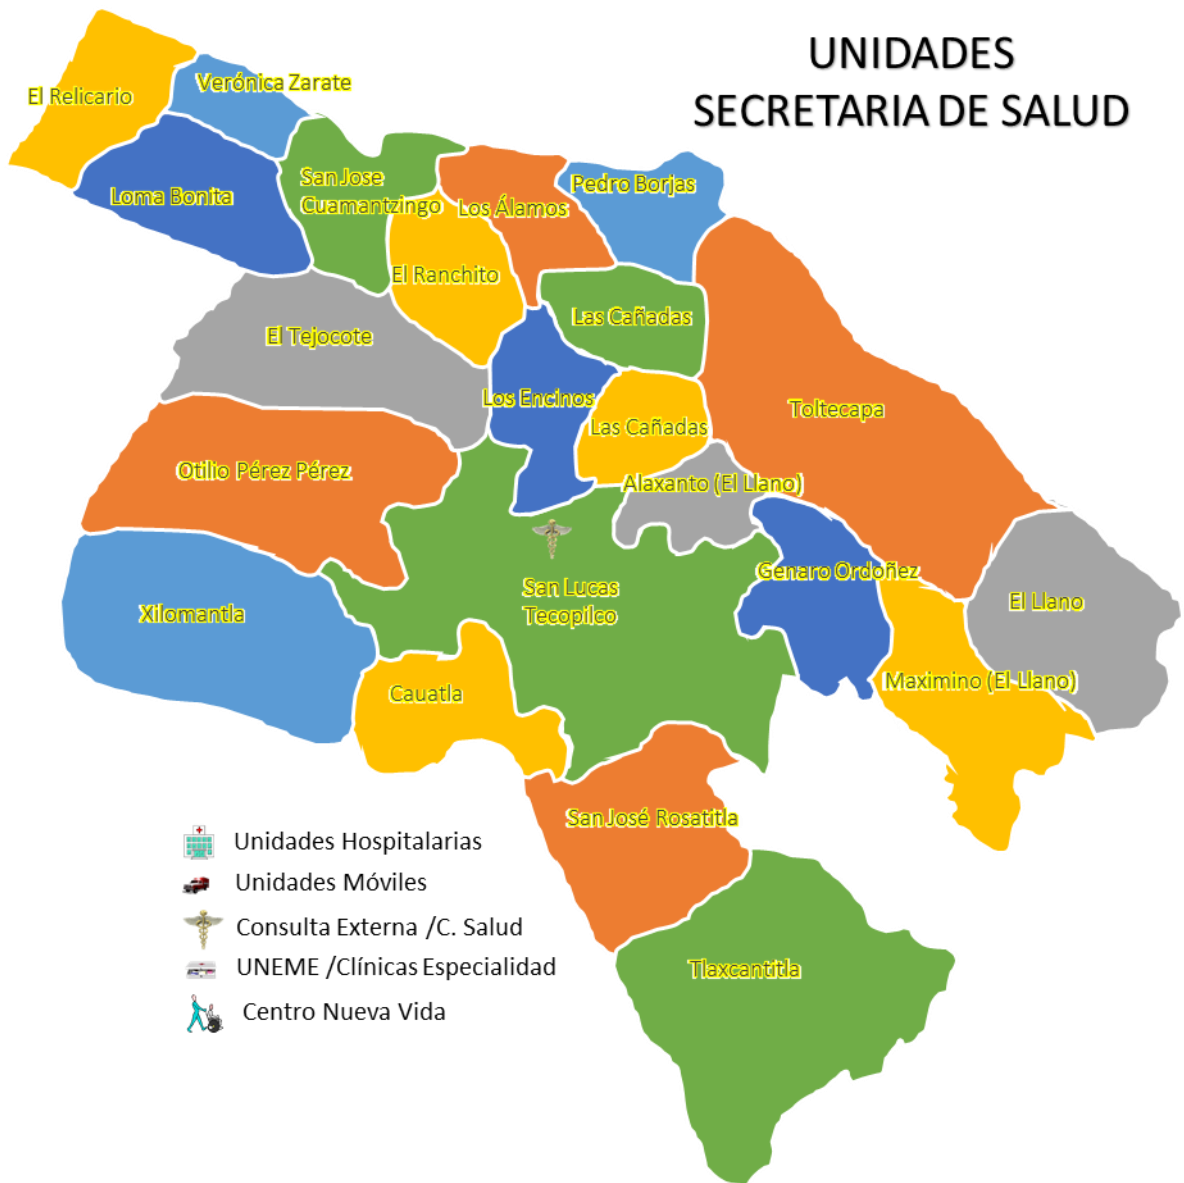 UNIDADES
SECRETARIA DE SALUD
El Relicario
Verónica Zarate
Loma Bonita
San Jose
Cuamantzingo
Los Álamos
Pedro Borjas
El Ranchito
Las Cañadas
El Tejocote
Los Encinos
Las Cañadas
Toltecapa
Otilio Pérez Pérez
Alaxanto (El Llano)
Genaro Ordoñez
San Lucas
Tecopilco
El Llano
Xilomantla
Cauatla
Maximino (El Llano)
San José Rosatitla
Tlaxcantitla
Unidades Hospitalarias
Unidades Móviles
Consulta Externa /C. Salud
UNEME /Clínicas Especialidad
Centro Nueva Vida